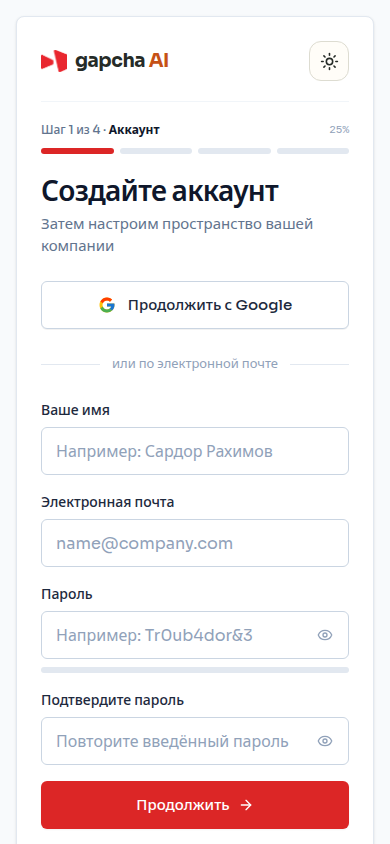 gapcha AI
Шаг 1 из 4 · Аккаунт
25%
Создайте аккаунт
Затем настроим пространство вашей
компании
Продолжить с Google
или по электронной почте
Ваше имя
Например: Сардор Рахимов
Электронная почта
name@company.com
Пароль
Например: Tr0ub4dor&3
Подтвердите пароль
Повторите введённый пароль
Продолжить →